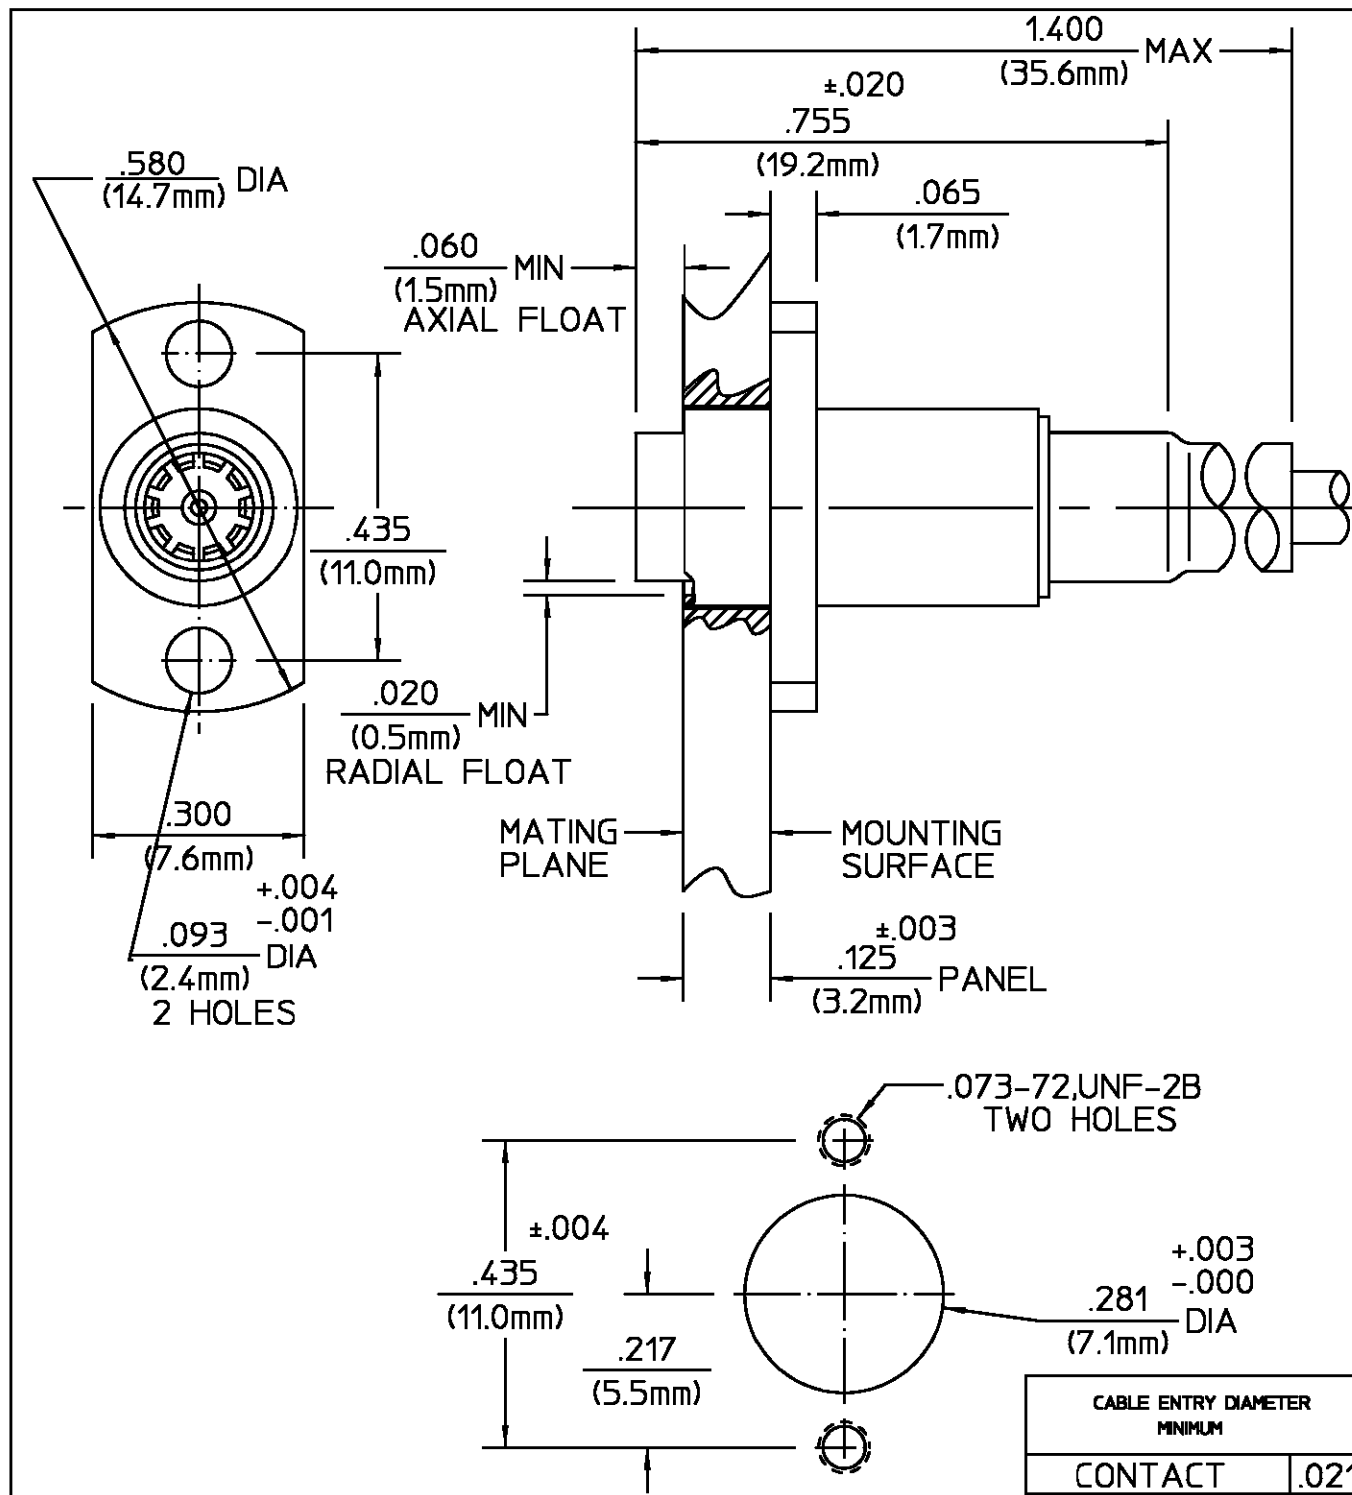 1.400
(35.6mm) MAX
±.020
.755
(19.2mm)
.580
(14.7mm) DIA
.065
(1.7mm)
.060
(1.5mm) MIN
AXIAL FLOAT
.435
(11.0mm)
.020
(0.5mm) MIN
RADIAL FLOAT
.300
(7.6mm)
MATING
PLANE
MOUNTING
SURFACE
+.004
-.001
.093
(2.4mm) DIA
2 HOLES
±.003
.125
(3.2mm) PANEL
.073-72,UNF-2B
TWO HOLES
±.004
.435
(11.0mm)
+.003
-.000
.281
(7.1mm) DIA
.217
(5.5mm)
CABLE ENTRY DIAMETER
MINIMUM
CONTACT